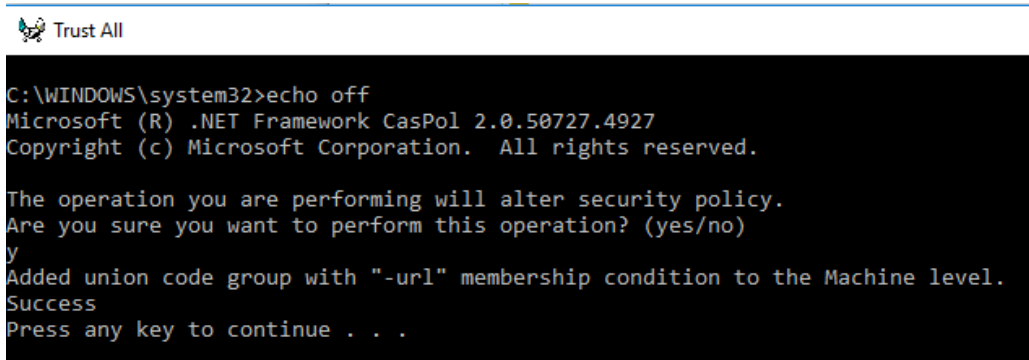 Trust All
C:\WINDOWS\system32>echo off
Microsoft (R) .NET Framework CasPol 2.0.50727.4927
Copyright (c) Microsoft Corporation.  All rights reserved.
The operation you are performing will alter security policy.
Are you sure you want to perform this operation? (yes/no)
y
Added union code group with "-url" membership condition to the Machine level.
Success
Press any key to continue . . .